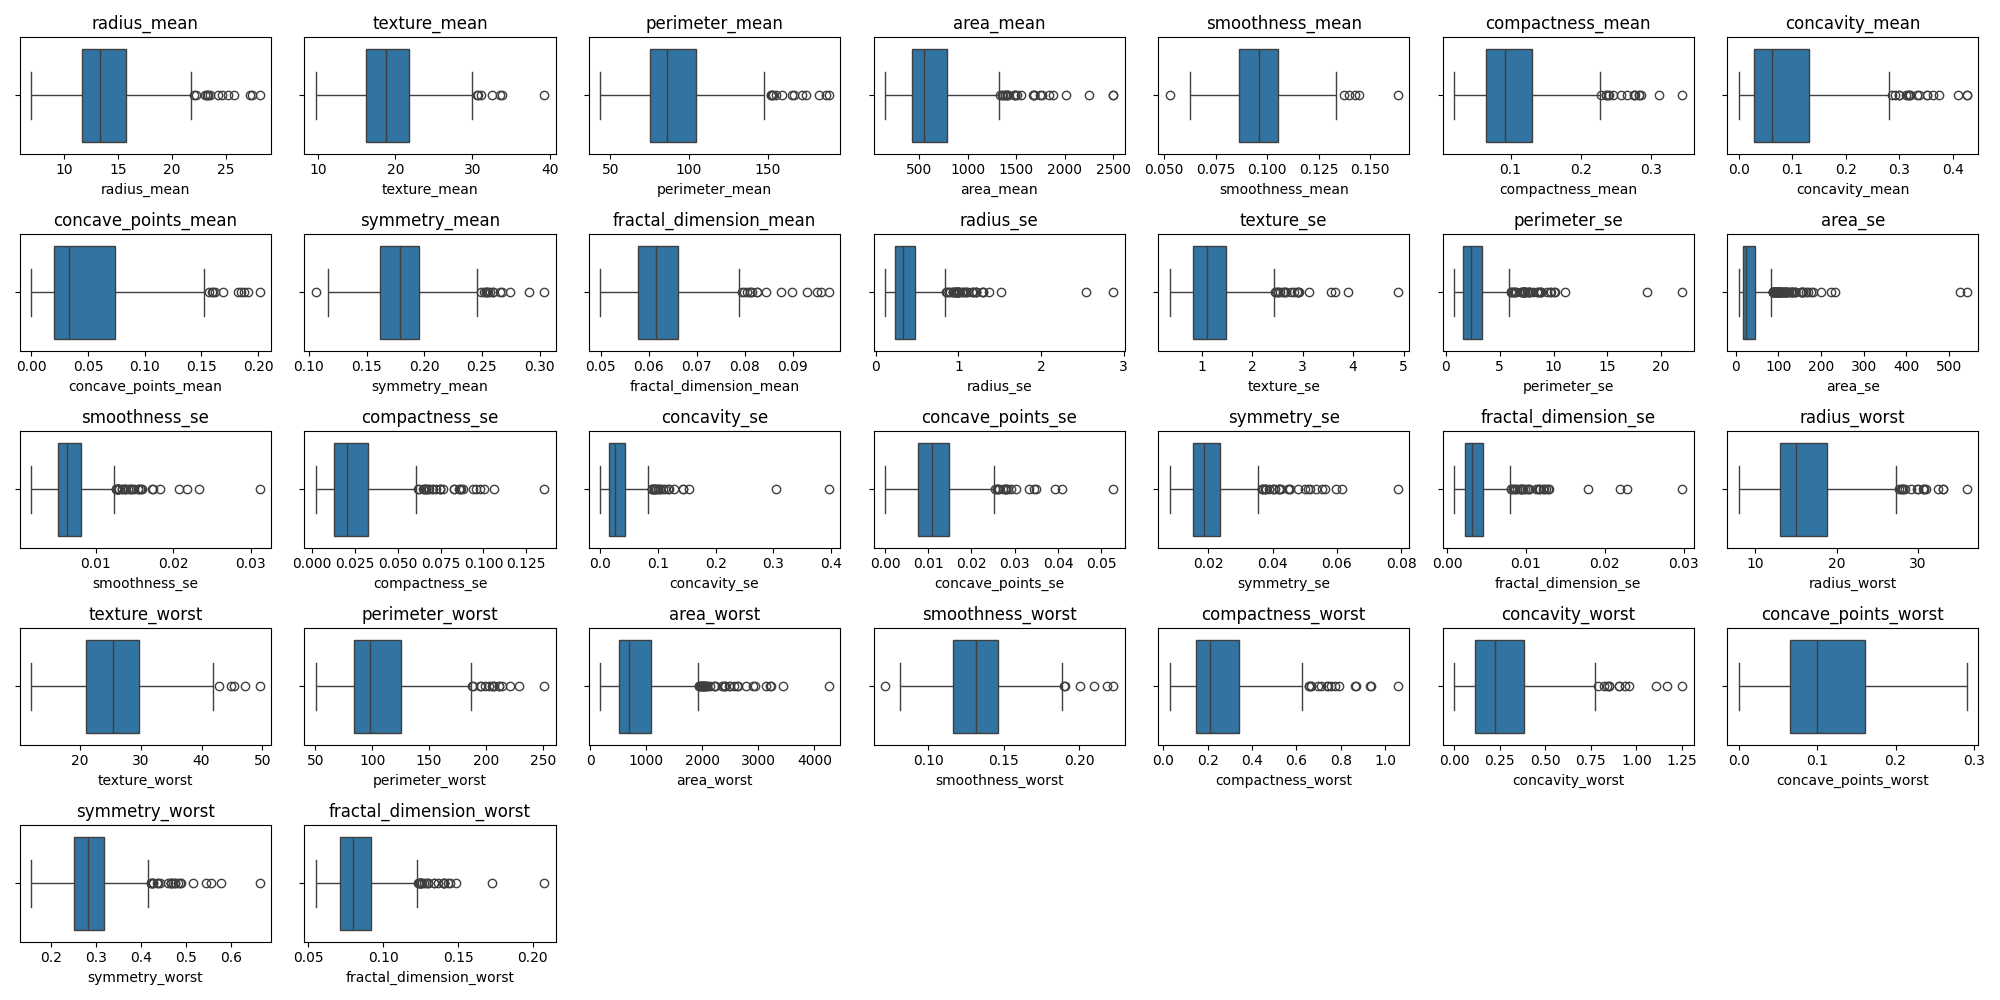 radius_mean texture_mean perimeter_mean area_mean smoothness_mean compactness_mean concavity_mean
10 15 20 25 10 20 30 40 50 100 150 500 1000 1500 2000 2500 0.050 0.075 0.100 0.125 0.150 0.1 0.2 0.3 0.0 0.1 0.2 0.3 0.4
radius_mean texture_mean perimeter_mean area_mean smoothness_mean compactness_mean concavity_mean
concave_points_mean symmetry_mean fractal_dimension_mean radius_se texture_se perimeter_se area_se
0.00 0.05 0.10 0.15 0.20 0.10 0.15 0.20 0.25 0.30 0.05 0.06 0.07 0.08 0.09 0 1 2 3 1 2 3 4 5 0 5 10 15 20 0 100 200 300 400 500
concave_points_mean symmetry_mean fractal_dimension_mean radius_se texture_se perimeter_se area_se
smoothness_se compactness_se concavity_se concave_points_se symmetry_se fractal_dimension_se radius_worst
0.01 0.02 0.03 0.000 0.025 0.050 0.075 0.100 0.125 0.0 0.1 0.2 0.3 0.4 0.00 0.01 0.02 0.03 0.04 0.05 0.02 0.04 0.06 0.08 0.00 0.01 0.02 0.03 10 20 30
smoothness_se compactness_se concavity_se concave_points_se symmetry_se fractal_dimension_se radius_worst
texture_worst perimeter_worst area_worst smoothness_worst compactness_worst concavity_worst concave_points_worst
20 30 40 50 50 100 150 200 250 0 1000 2000 3000 4000 0.10 0.15 0.20 0.0 0.2 0.4 0.6 0.8 1.0 0.00 0.25 0.50 0.75 1.00 1.25 0.0 0.1 0.2 0.3
texture_worst perimeter_worst area_worst smoothness_worst compactness_worst concavity_worst concave_points_worst
symmetry_worst fractal_dimension_worst
0.2 0.3 0.4 0.5 0.6 0.05 0.10 0.15 0.20
symmetry_worst fractal_dimension_worst